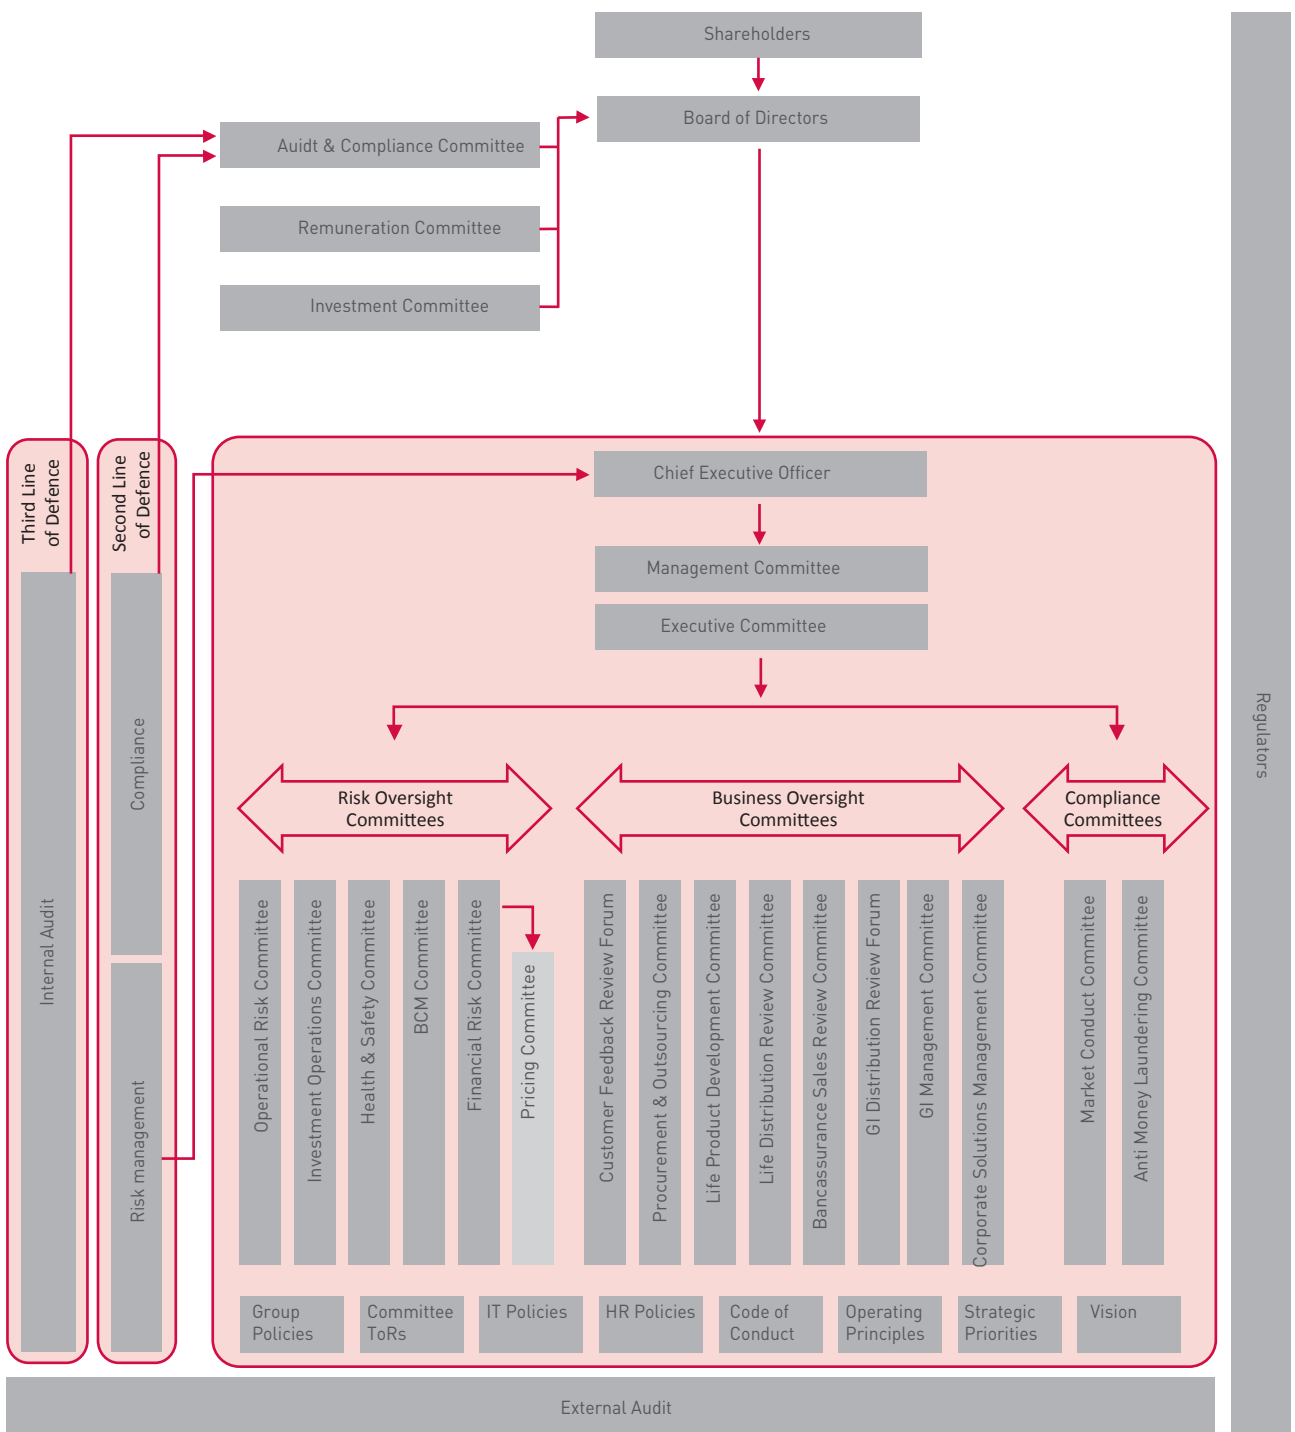 Shareholders
Board of Directors
Auidt & Compliance Committee
Remuneration Committee
Investment Committee
Third Line
of Defence
Second Line
of Defence
Chief Executive Officer
Management Committee
Executive Committee
Risk Oversight
Committees
Business Oversight
Committees
Compliance
Committees
Internal Audit
Compliance
Risk management
Operational Risk Committee
Investment Operations Committee
Health & Safety Committee
BCM Committee
Financial Risk Committee
Pricing Committee
Customer Feedback Review Forum
Procurement & Outsourcing Committee
Life Product Development Committee
Life Distribution Review Committee
Bancassurance Sales Review Committee
GI Distribution Review Forum
GI Management Committee
Corporate Solutions Management Committee
Market Conduct Committee
Anti Money Laundering Committee
Group
Policies
Committee
ToRs
IT Policies
HR Policies
Code of
Conduct
Operating
Principles
Strategic
Priorities
Vision
External Audit
Regulators